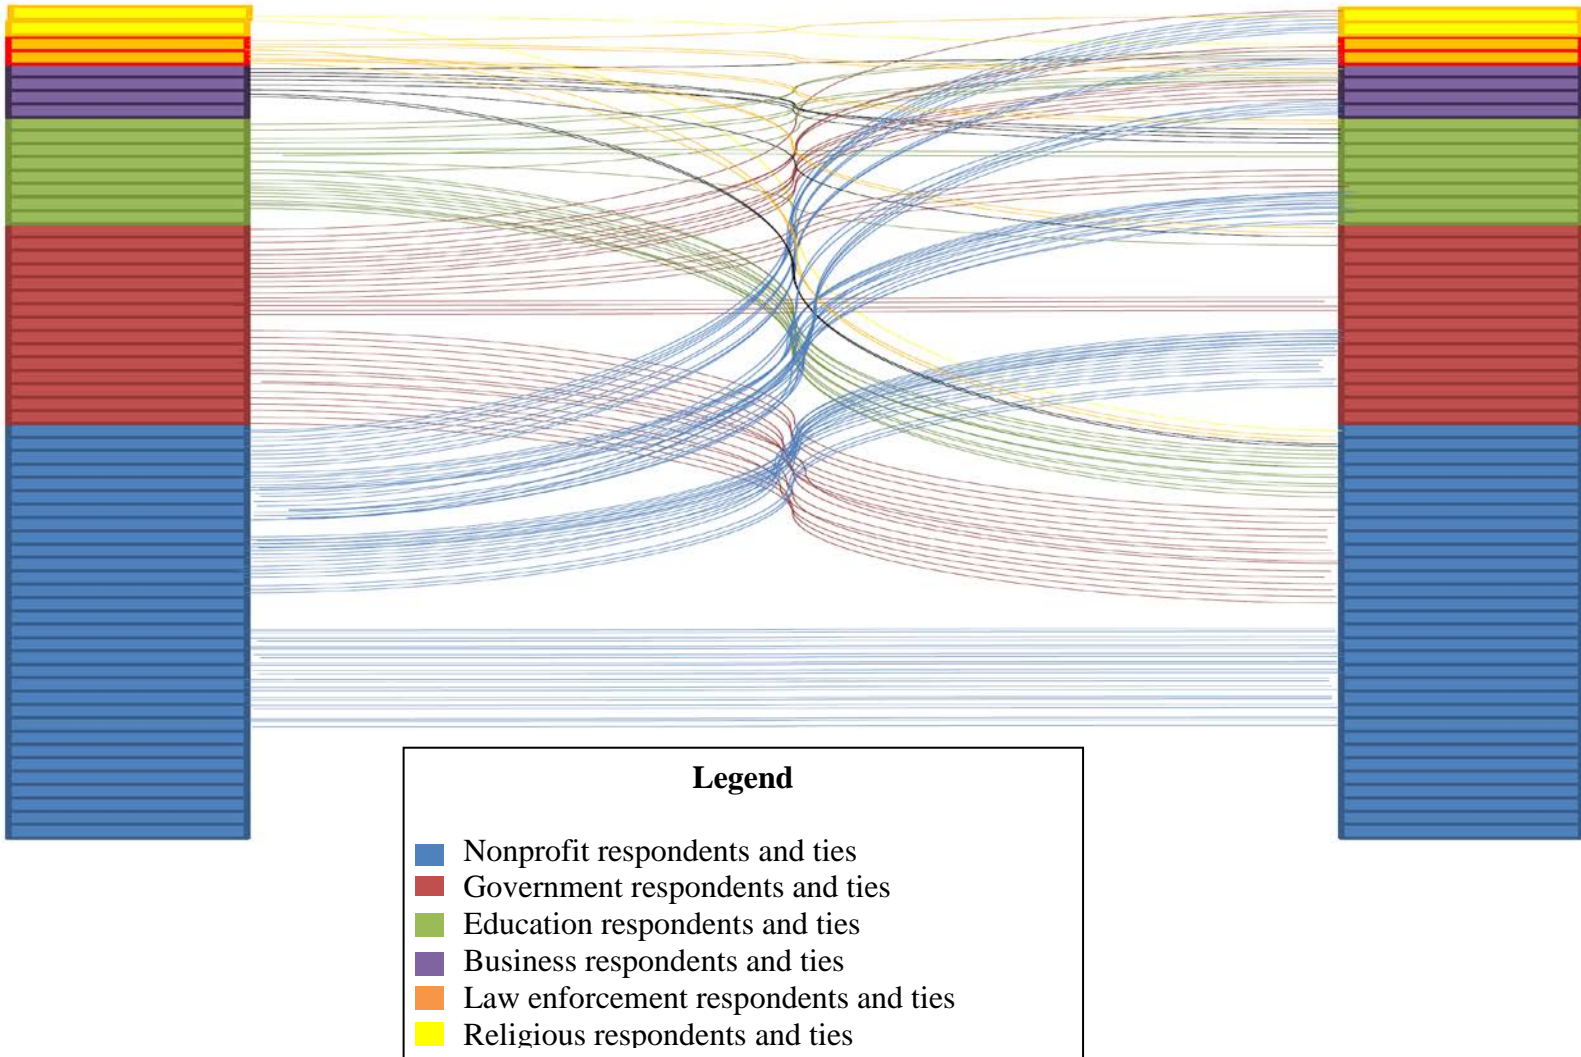 Legend
Nonprofit respondents and ties
Government respondents and ties
Education respondents and ties
Business respondents and ties
Law enforcement respondents and ties
Religious respondents and ties